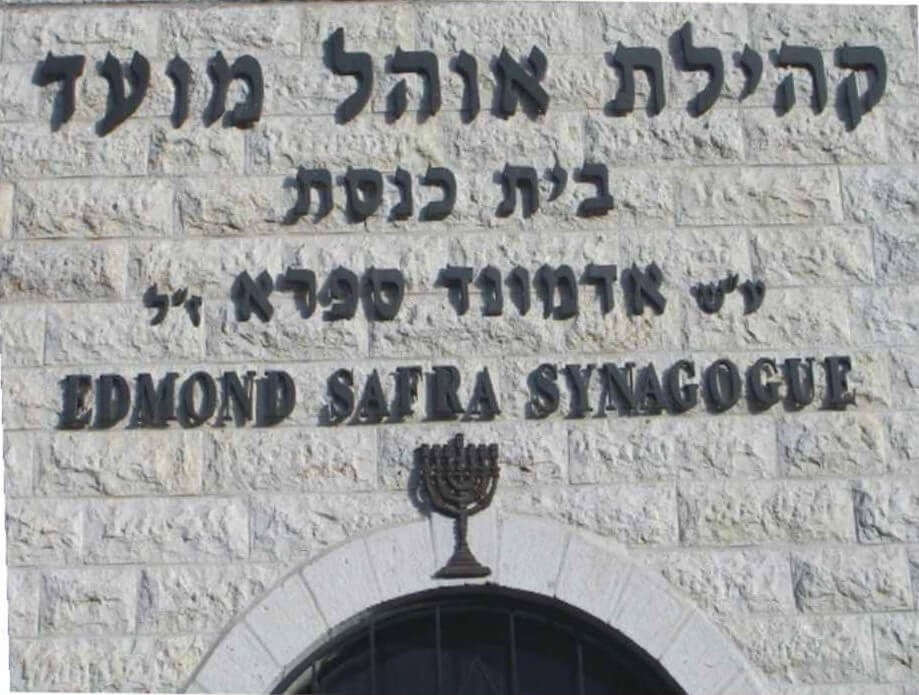 קהילת אוהל מועד
בית כנסת
ע״ש אדמונד ספרא ז״ל
EDMOND SAFRA SYNAGOGUE